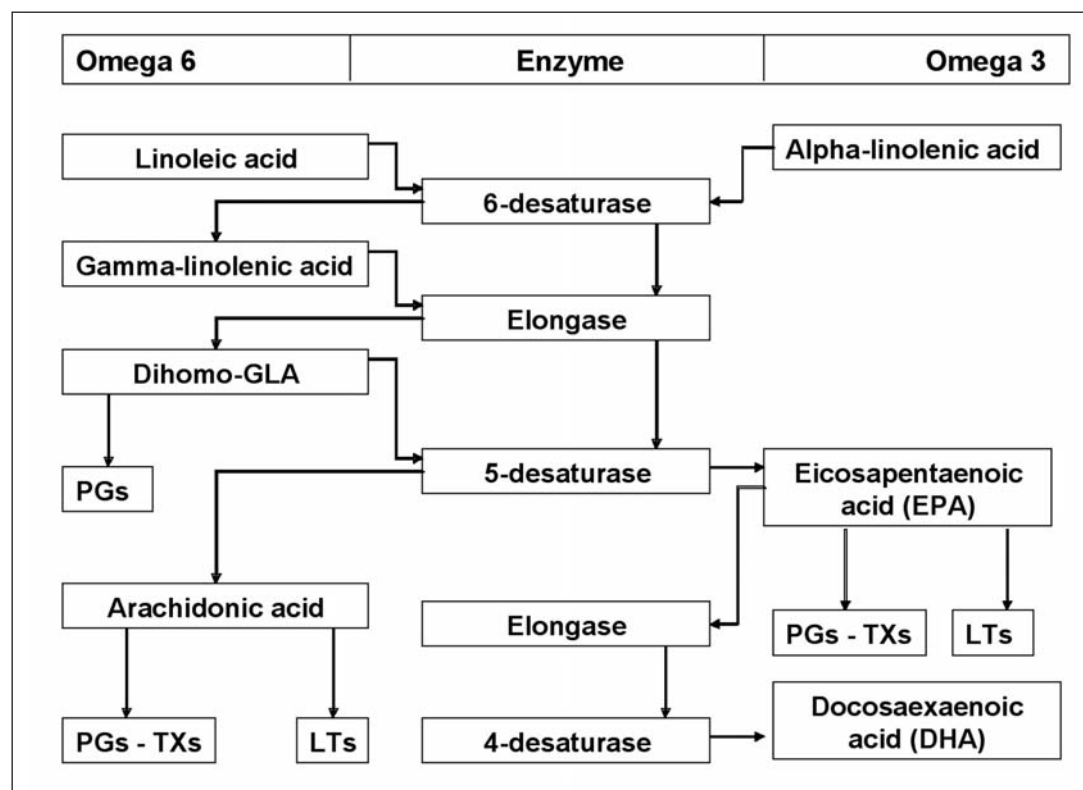 Omega 6 Enzyme Omega 3
Linoleic acid
Alpha-linolenic acid
6-desaturase
Gamma-linolenic acid
Elongase
Dihomo-GLA
PGs
5-desaturase
Eicosapentaenoic
acid (EPA)
Arachidonic acid
Elongase
PGs - TXs
LTs
PGs - TXs
LTs
4-desaturase
Docosaexaenoic
acid (DHA)